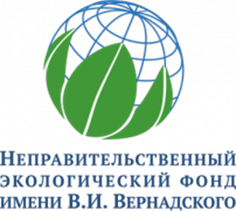 Неправительственный
экологический фонд
имени В.И. Вернадского